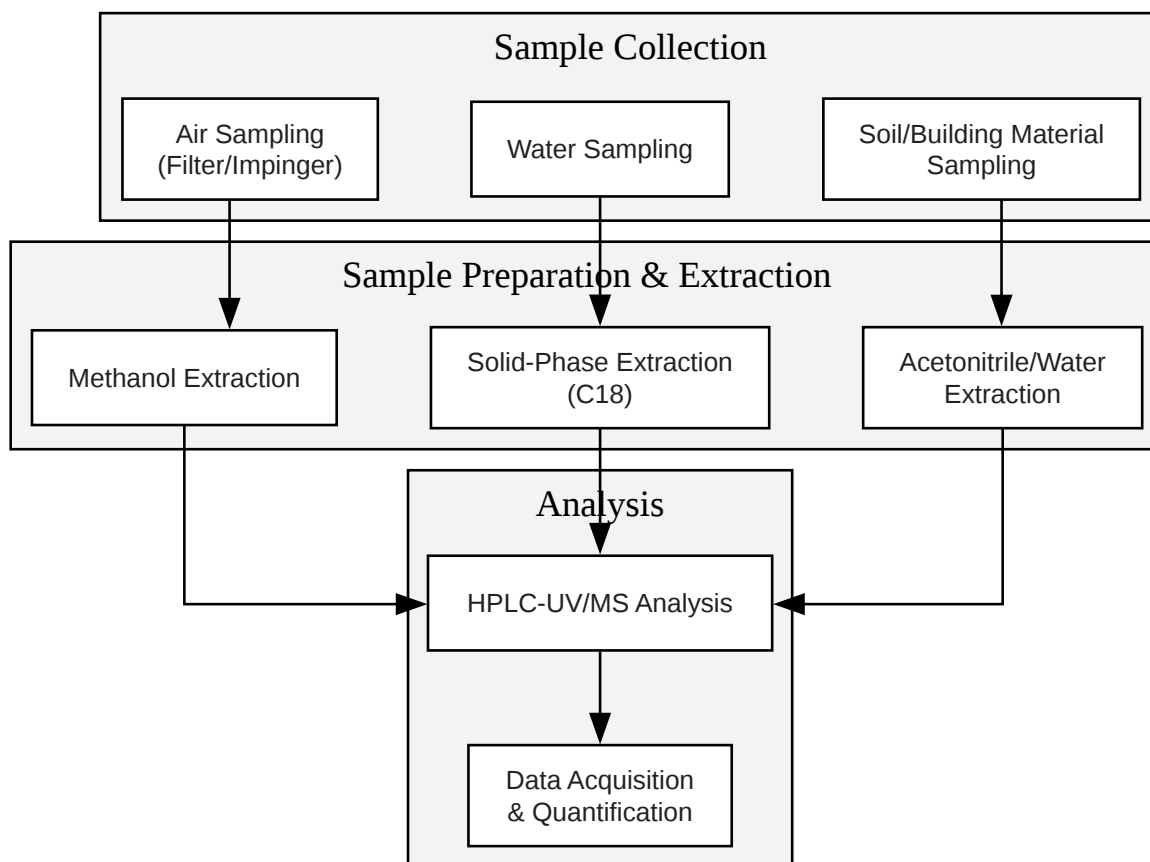 Sample Collection
Air Sampling
(Filter/Impinger)
Water Sampling
Soil/Building Material
Sampling
Sample Preparation & Extraction
Methanol Extraction
Solid-Phase Extraction
(C18)
Acetonitrile/Water
Extraction
Analysis
HPLC-UV/MS Analysis
Data Acquisition
& Quantification